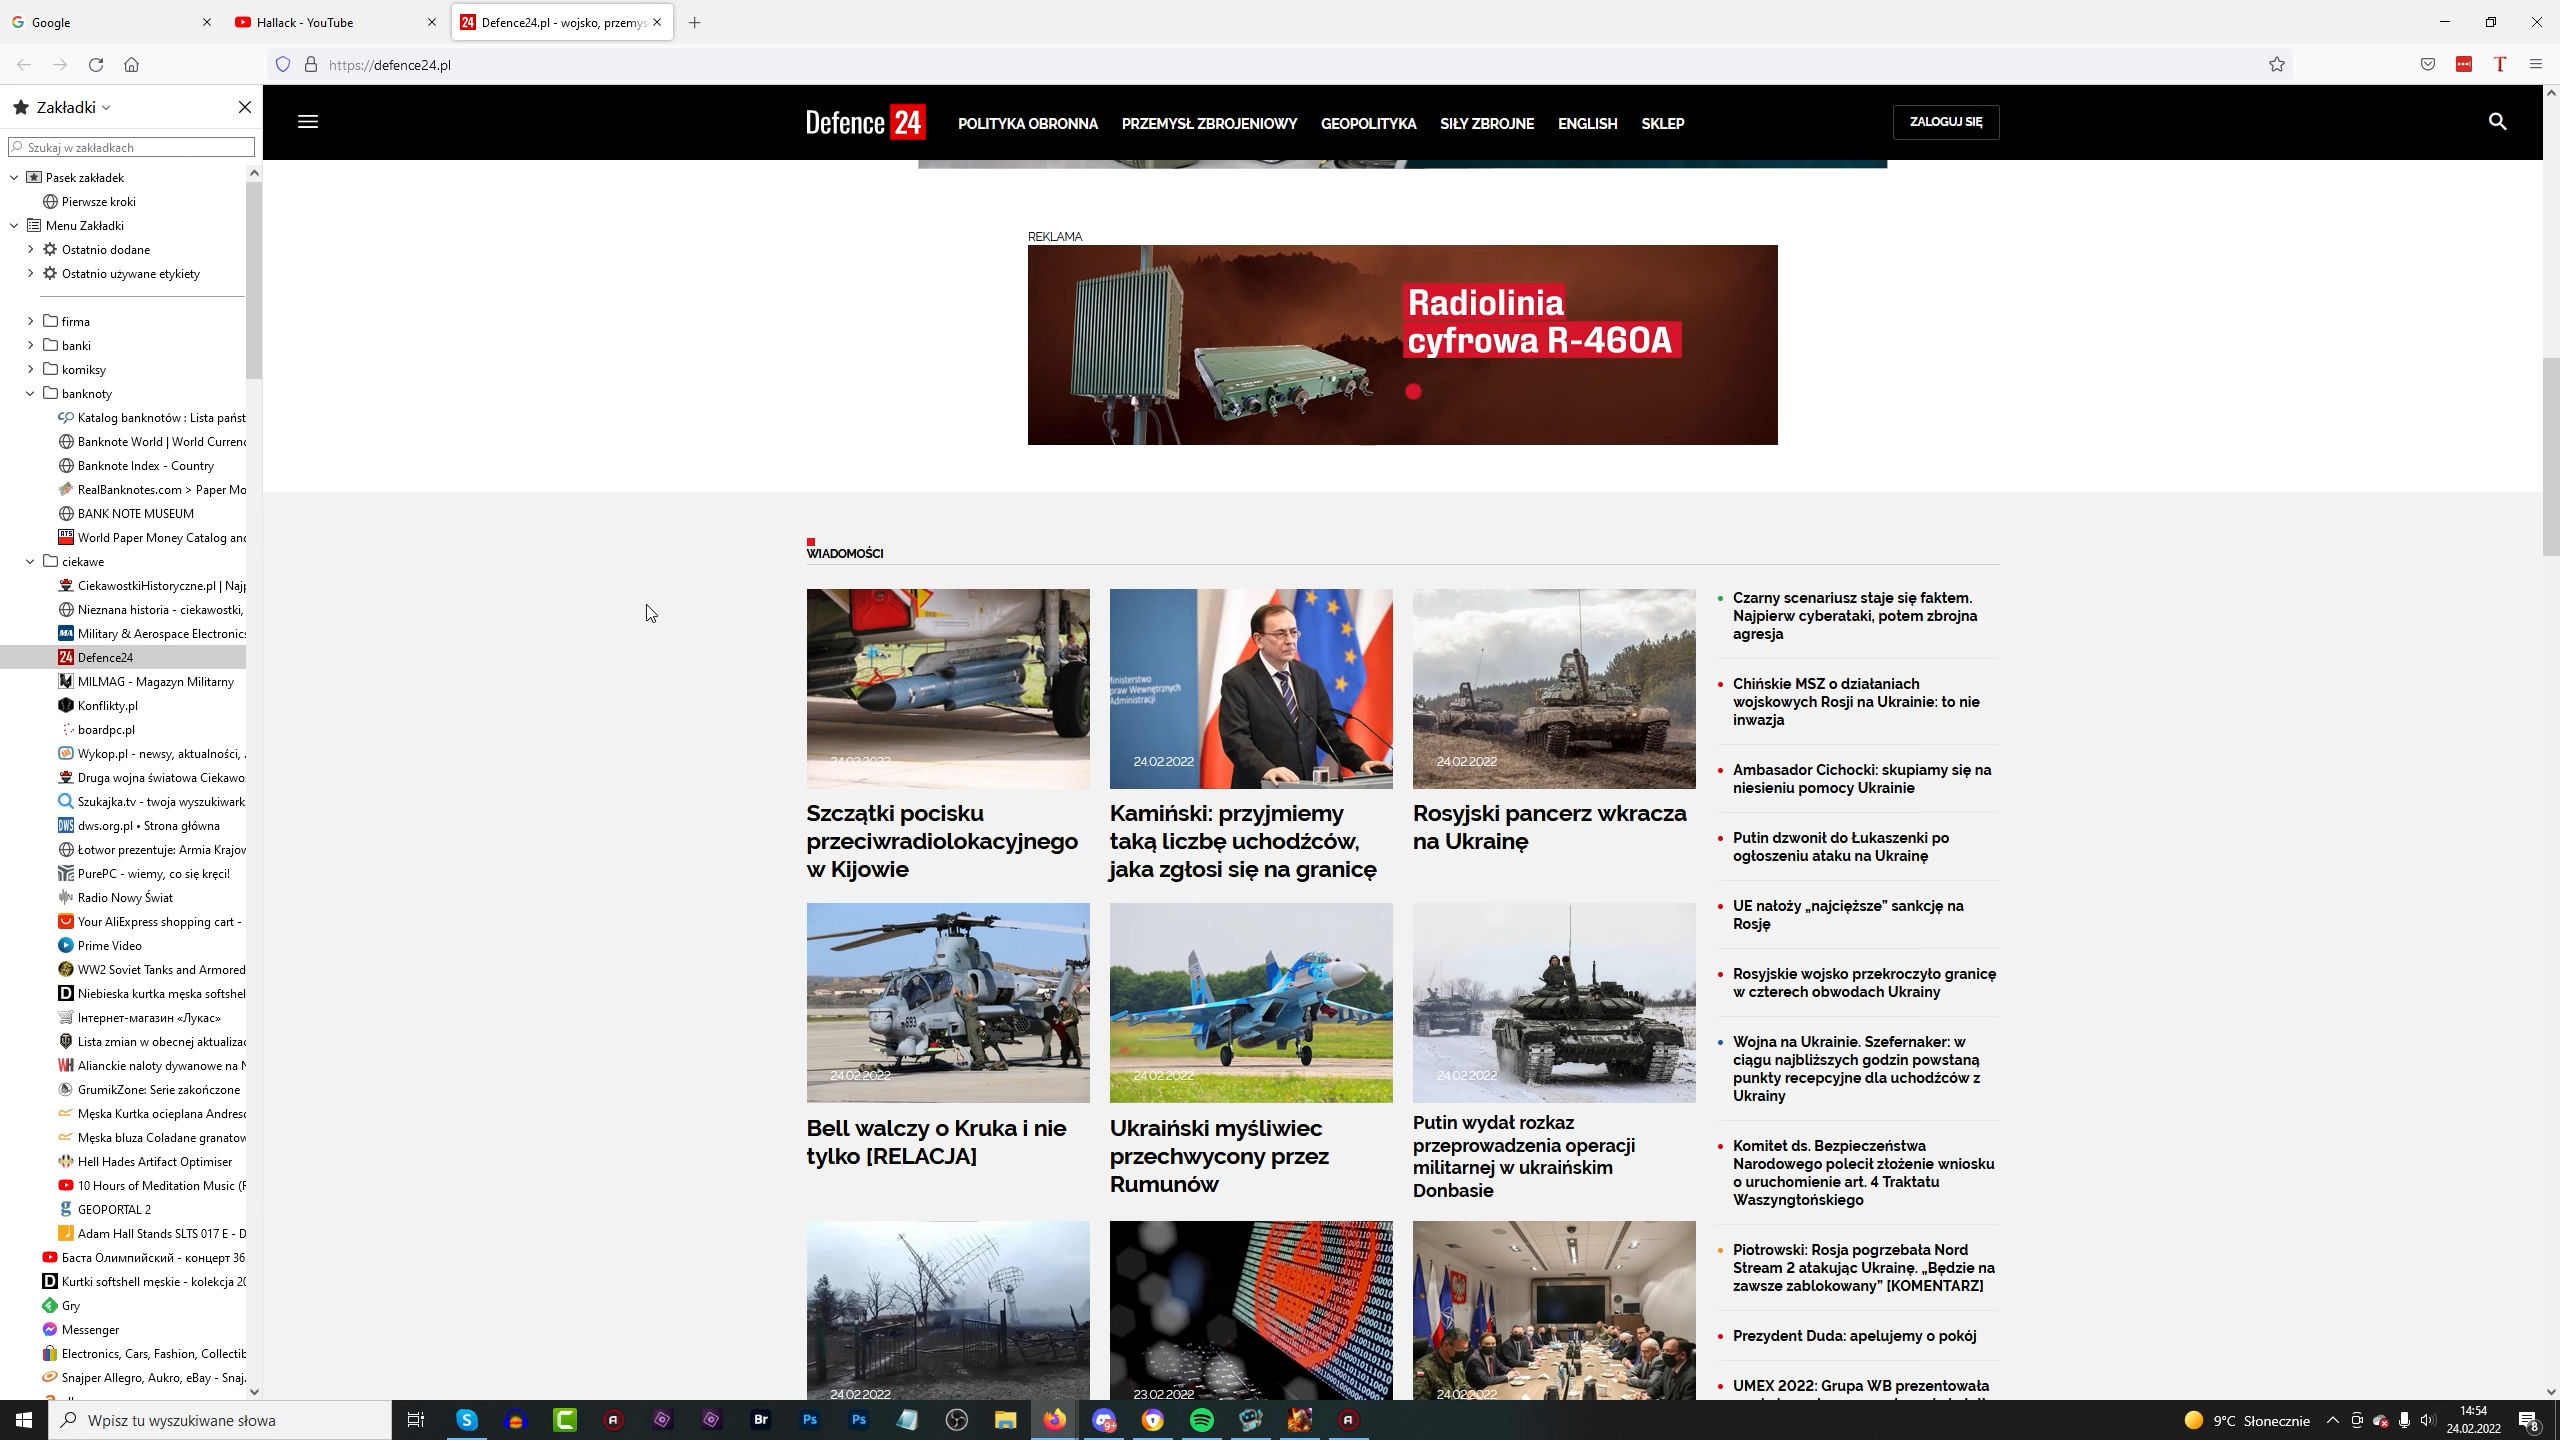 Google
Hallack - YouTube
Defence24.pl - wojsko, przemys
https://defence24.pl
Zakładki
Szukaj w zakładkach
Pasek zakładek
Pierwsze kroki
Menu Zakładki
Ostatnio dodane
Ostatnio używane etykiety
firma
banki
komiksy
banknoty
Katalog banknotów : Lista państ
Banknote World | World Currenc
Banknote Index - Country
RealBanknotes.com > Paper Mo
BANK NOTE MUSEUM
World Paper Money Catalog and
ciekawe
CiekawostkiHistoryczne.pl | Najp
Nieznana historia - ciekawostki,
Military & Aerospace Electronics
Defence24
MILMAG - Magazyn Militarny
Konflikty.pl
boardpc.pl
Wykop.pl - newsy, aktualności, .
Druga wojna światowa Ciekawo
Szukajka.tv - twoja wyszukiwark
dws.org.pl • Strona główna
Łotwor prezentuje: Armia Krajow
PurePC - wiemy, co się kręci!
Radio Nowy Świat
Your AliExpress shopping cart -
Prime Video
WW2 Soviet Tanks and Armored
Niebieska kurtka męska softshel
Інтернет-магазин «Лукас»
Lista zmian w obecnej aktualizac
Alianckie naloty dywanowe na N
GrumikZone: Serie zakończone
Męska Kurtka ocieplana Andresc
Męska bluza Coladane granatow
Hell Hades Artifact Optimiser
10 Hours of Meditation Music (F
GEOPORTAL 2
Adam Hall Stands SLTS 017 E - D
Баста Олимпийский - концерт 36
Kurtki softshell męskie - kolekcja 20
Gry
Messenger
Electronics, Cars, Fashion, Collectib
Snajper Allegro, Aukro, eBay - Snaj.
Defence 24
POLITYKA OBRONNA
PRZEMYSŁ ZBROJENIOWY
GEOPOLITYKA
SIŁY ZBROJNE
ENGLISH
SKLEP
ZALOGUJ SIĘ
REKLAMA
Radiolinia
cyfrowa R-460A
WIADOMOŚCI
24.02.2022
Szczątki pocisku
przeciwradiolokacyjnego
w Kijowie
24.02.2022
Kamiński: przyjmiemy
taką liczbę uchodźców,
jaka zgłosi się na granicę
24.02.2022
Rosyjski pancerz wkracza
na Ukrainę
24.02.2022
Bell walczy o Kruka i nie
tylko [RELACJA]
24.02.2022
Ukraiński myśliwiec
przechwycony przez
Rumunów
24.02.2022
Putin wydał rozkaz
przeprowadzenia operacji
militarnej w ukraińskim
Donbasie
24.02.2022
23.02.2022
24.02.2022
Czarny scenariusz staje się faktem.
Najpierw cyberataki, potem zbrojna
agresja
Chińskie MSZ o działaniach
wojskowych Rosji na Ukrainie: to nie
inwazja
Ambasador Cichocki: skupiamy się na
niesieniu pomocy Ukrainie
Putin dzwonił do Łukaszenki po
ogłoszeniu ataku na Ukrainę
UE nałoży „najcięższe” sankcję na
Rosję
Rosyjskie wojsko przekroczyło granicę
w czterech obwodach Ukrainy
Wojna na Ukrainie. Szefernaker: w
ciągu najbliższych godzin powstaną
punkty recepcyjne dla uchodźców z
Ukrainy
Komitet ds. Bezpieczeństwa
Narodowego polecił złożenie wniosku
o uruchomienie art. 4 Traktatu
Waszyngtońskiego
Piotrowski: Rosja pogrzebała Nord
Stream 2 atakując Ukrainę. „Będzie na
zawsze zablokowany” [KOMENTARZ]
Prezydent Duda: apelujemy o pokój
UMEX 2022: Grupa WB prezentowała
Wpisz tu wyszukiwane słowa
9°C Słonecznie
14:54
24.02.2022